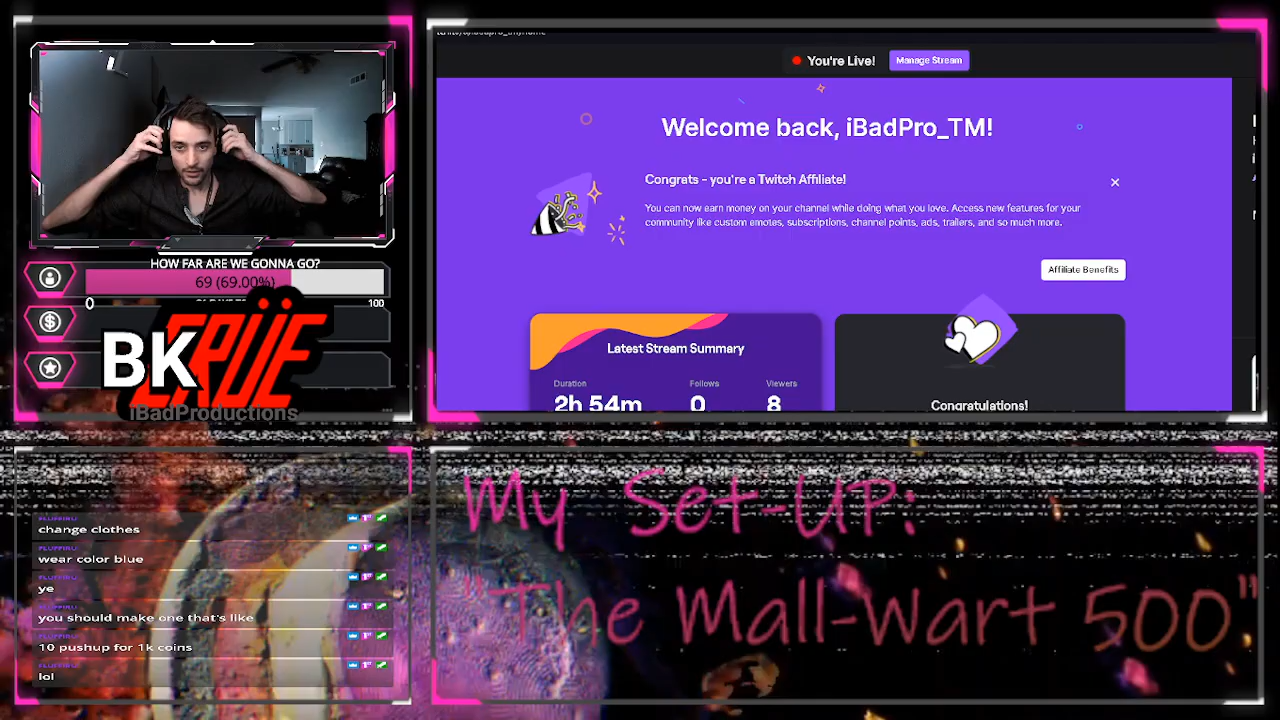 You're Live!
Manage Stream
Welcome back, iBadPro_TM!
Congrats - you're a Twitch Affiliate!
You can now earn money on your channel while doing what you love. Access new features for your
community like custom emotes, subscriptions, channel points, ads, trailers, and so much more.
Affiliate Benefits
Latest Stream Summary
Duration
Follows
Viewers
2h 54m
0
8
Congratulations!
HOW FAR ARE WE GONNA GO?
69 (69.00%)
0
100
BK
CRÜE
iBadProductions
change clothes
wear color blue
ye
you should make one that's like
10 pushup for 1k coins
lol
My Set-UP:
"The Mall-Wart 500"